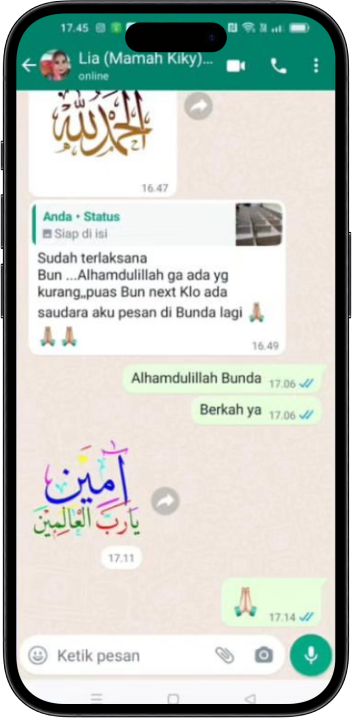 17.45
Lia (Mamah Kiky)...
online
الحمد لله
16.47
Anda • Status
Siap di isi
Sudah terlaksana
Bun ...Alhamdulillah ga ada yg
kurang,,puas Bun next Klo ada
saudara aku pesan di Bunda lagi 🙏🏼
🙏🏼 🙏🏼
16.49
Alhamdulillah Bunda 17.06
Berkah ya 17.06
آمين
يارب العالمين
17.11
🙏🏼
17.14
Ketik pesan